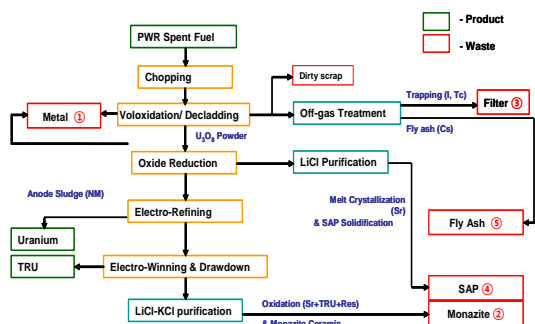 - Product
- Waste
PWR Spent Fuel
Chopping
Dirty scrap
Metal ①
Voloxidation/ Decladding
Off-gas Treatment
Trapping (I, Tc)
Filter ③
U3O8 Powder
Fly ash (Cs)
Oxide Reduction
LiCl Purification
Anode Sludge (NM)
Melt Crystallization
(Sr)
& SAP Solidification
Electro-Refining
Fly Ash ⑤
Uranium
TRU
Electro-Winning & Drawdown
SAP ④
LiCl-KCl purification
Oxidation (Sr+TRU+Res)
Monazite ②
& Monazite Ceramic